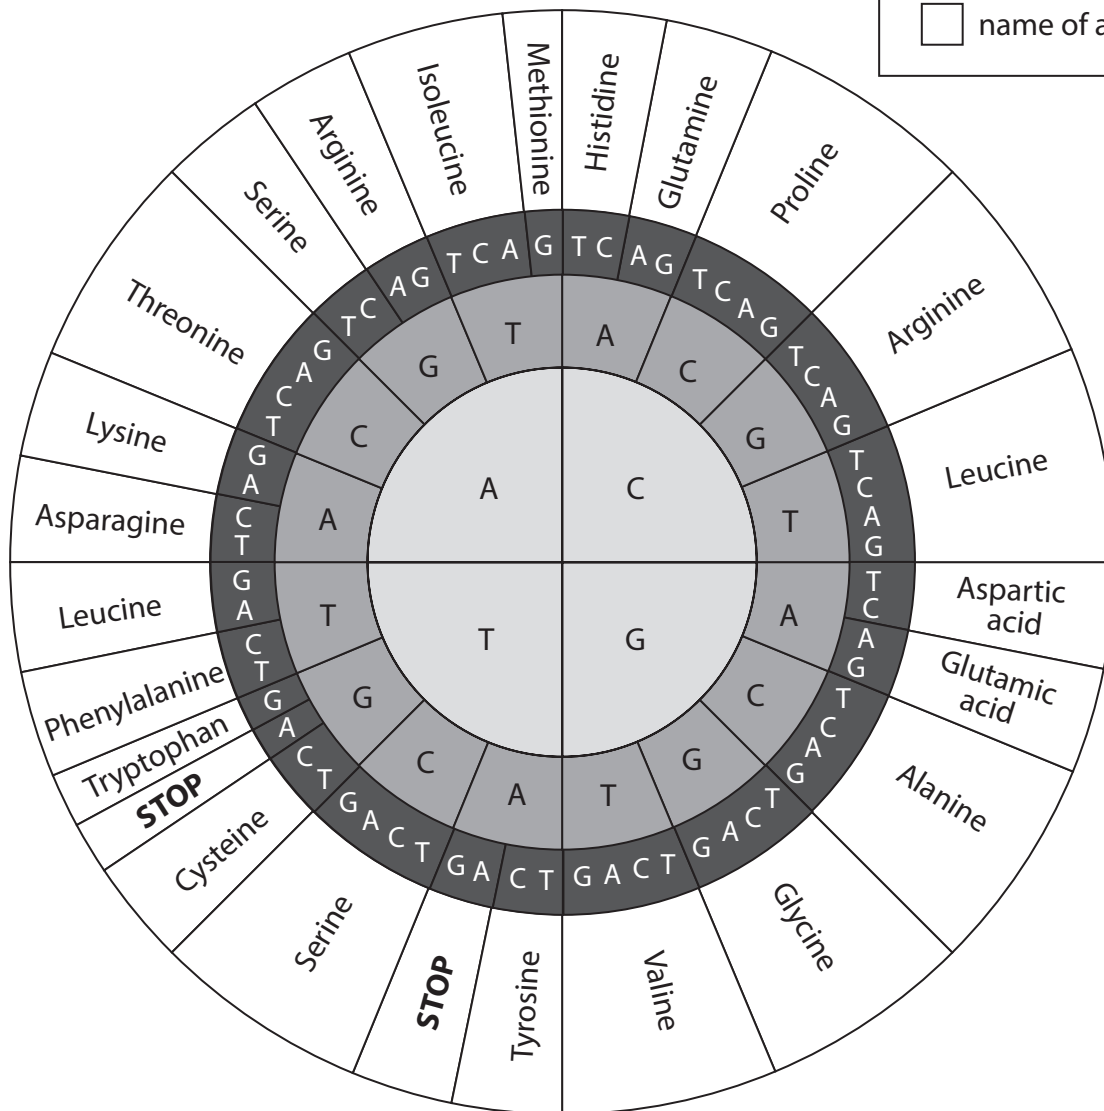 name of a
Methionine
Histidine
Glutamine
Proline
Arginine
Leucine
Aspartic
acid
Glutamic
acid
Alanine
Glycine
Valine
Tyrosine
STOP
Serine
Cysteine
STOP
Tryptophan
Phenylalanine
Leucine
Asparagine
Lysine
Threonine
Serine
Arginine
Isoleucine
G
T C
A G
T C A G
T C A G
T C A G
T C
A G
T C A G
T C A G
T C A G
T C
A G
T C A G
T C
A
G
T C
A G
T C
A G
T C A G
T C
A G
T C A
A
C
G
T
A
C
G
T
A
C
G
T
A
C
G
T
A
C
G
T